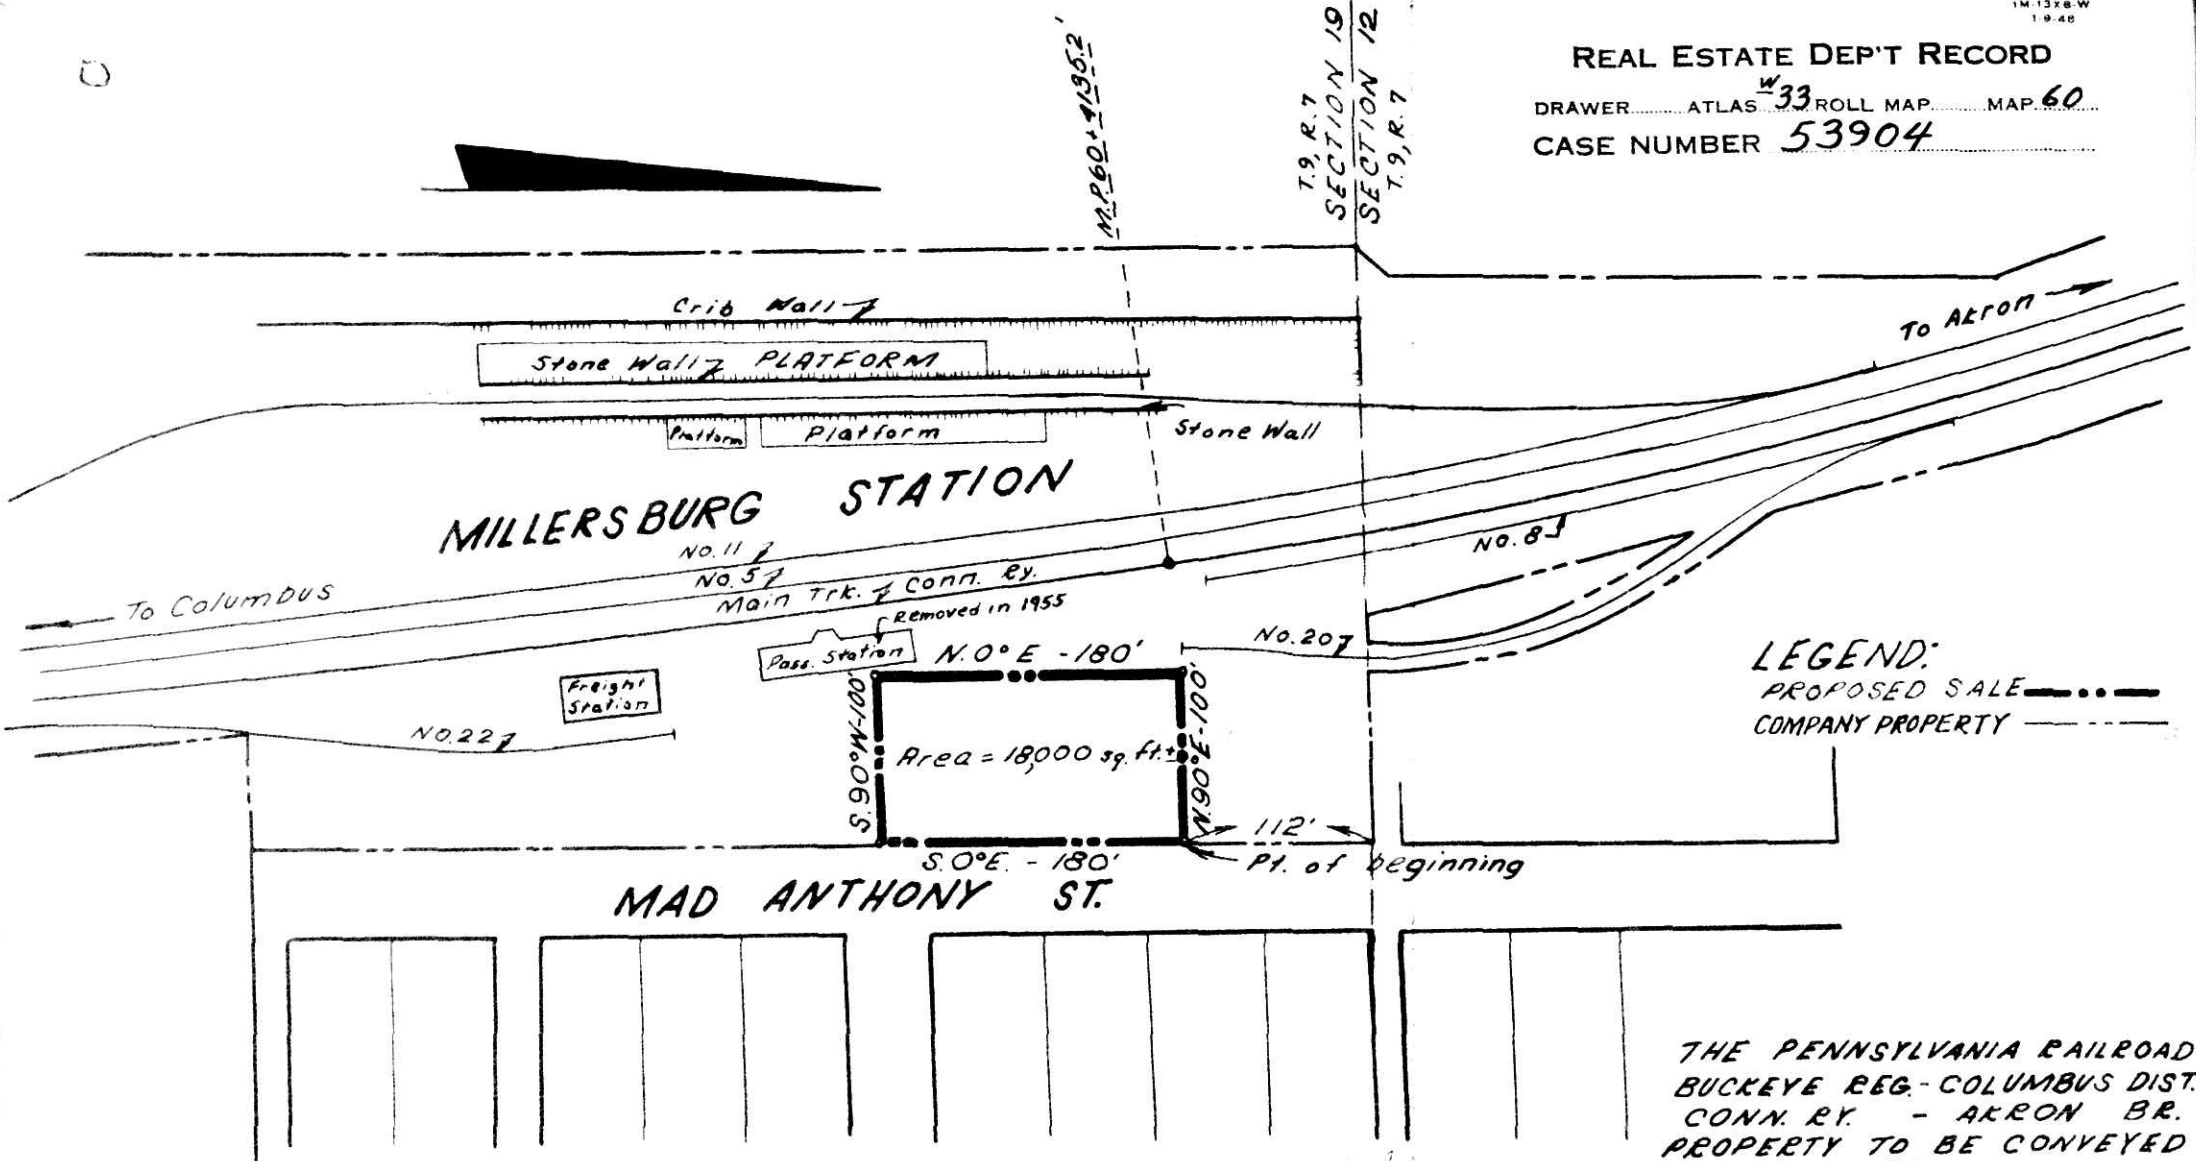 1M-13X8-W
1-9-48
REAL ESTATE DEP'T RECORD
DRAWER ATLAS W 33 ROLL MAP MAP 60
CASE NUMBER 53904
M.P.60+4135.2'
T.9, R.7
SECTION 19
SECTION 12
T.9, R.7
Crib Wall
Stone Wall PLATFORM
To Akron
Platform Platform
Stone Wall
MILLERSBURG STATION
No. 11
No. 5
No. 8
Main Trk. Conn. Ry.
To Columbus
Removed in 1955
Pass. Station
N. 0° E - 180'
No. 20
Freight
Station
No. 22
S. 90° W-100'
Area = 18,000 sq. ft.±
N. 90° E-100'
LEGEND:
PROPOSED SALE
COMPANY PROPERTY
112'
S. 0° E. - 180'
Pt. of beginning
MAD ANTHONY ST.
THE PENNSYLVANIA RAILROAD
BUCKEYE REG. - COLUMBUS DIST.
CONN. RY. - AKRON BR.
PROPERTY TO BE CONVEYED